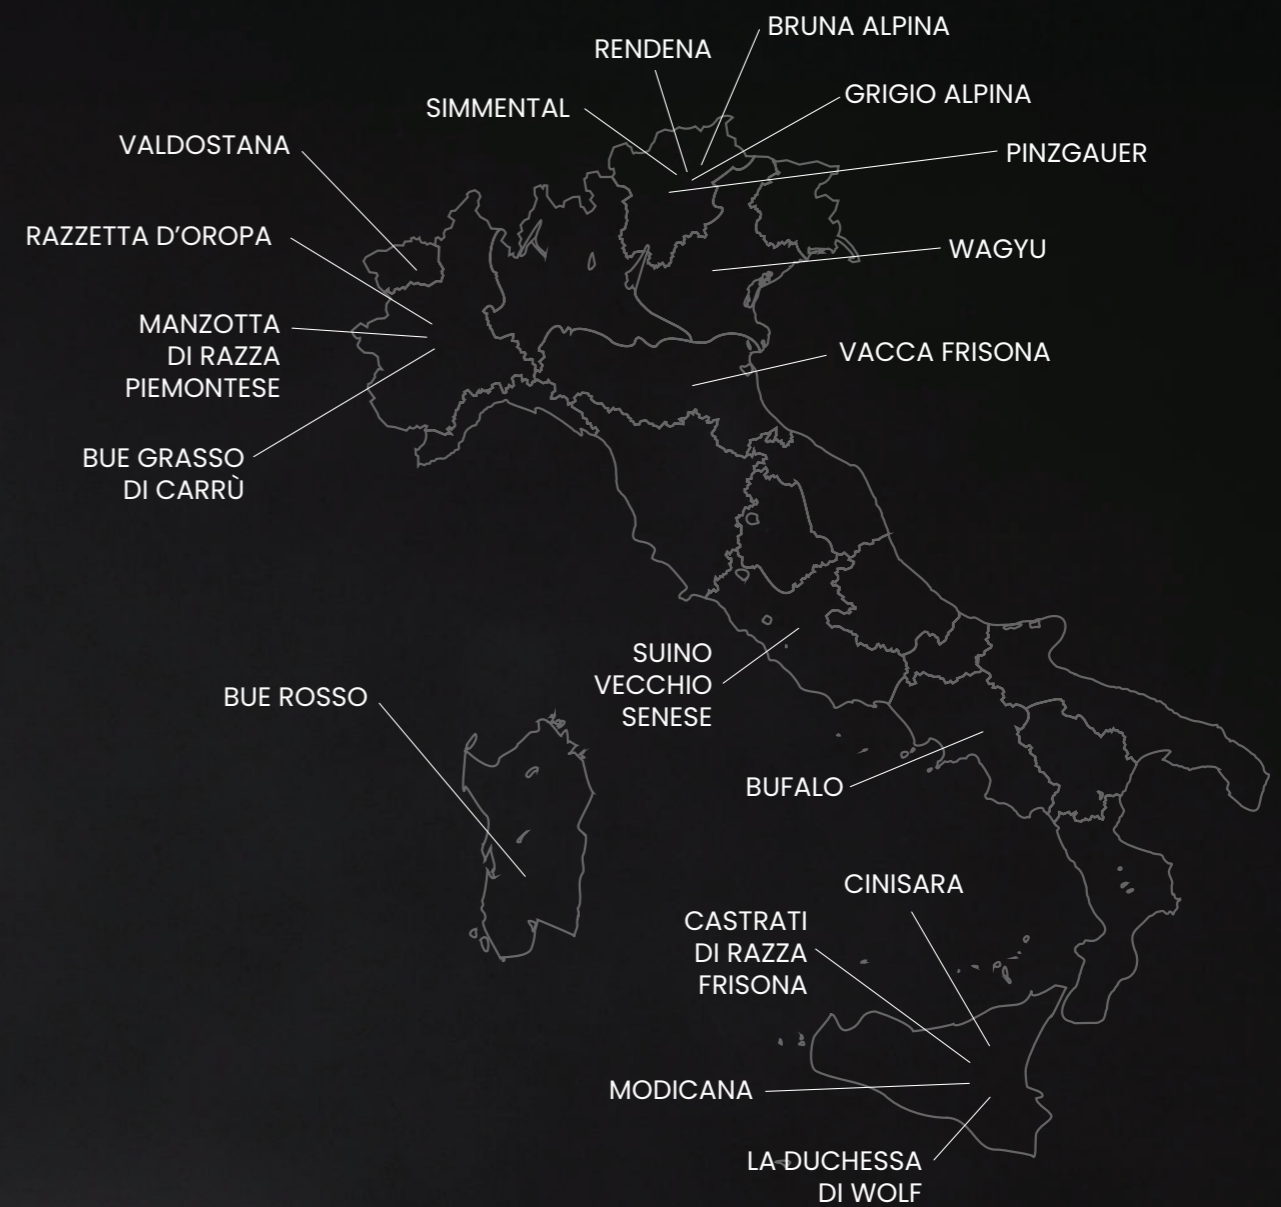 BRUNA ALPINA
RENDENA
GRIGIO ALPINA
SIMMENTAL
VALDOSTANA
PINZGAUER
RAZZETTA D'OROPA
WAGYU
MANZOTTA
DI RAZZA
PIEMONTESE
VACCA FRISONA
BUE GRASSO
DI CARRÙ
SUINO
VECCHIO
SENESE
BUE ROSSO
BUFALO
CINISARA
CASTRATI
DI RAZZA
FRISONA
MODICANA
LA DUCHESSA
DI WOLF